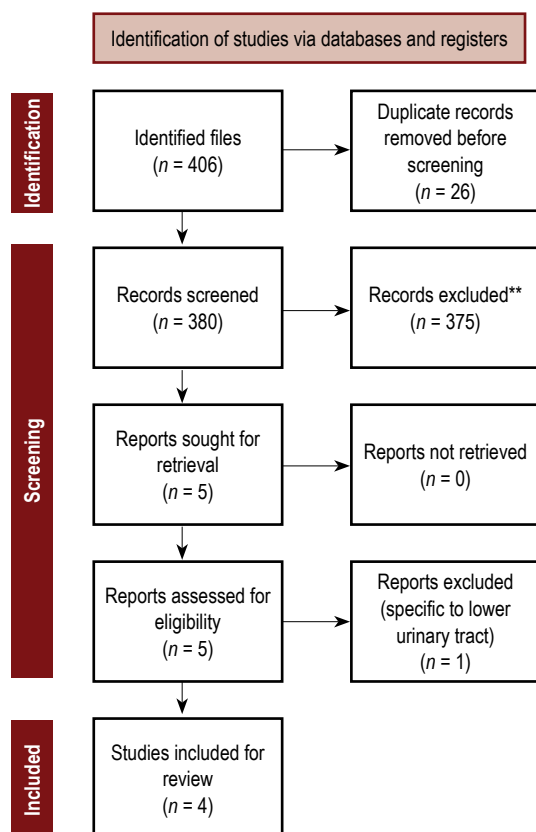 Identification of studies via databases and registers
Identification
Identified files
(n = 406)
Duplicate records
removed before
screening
(n = 26)
Screening
Records screened
(n = 380)
Records excluded**
(n = 375)
Reports sought for
retrieval
(n = 5)
Reports not retrieved
(n = 0)
Reports assessed for
eligibility
(n = 5)
Reports excluded
(specific to lower
urinary tract)
(n = 1)
Included
Studies included for
review
(n = 4)